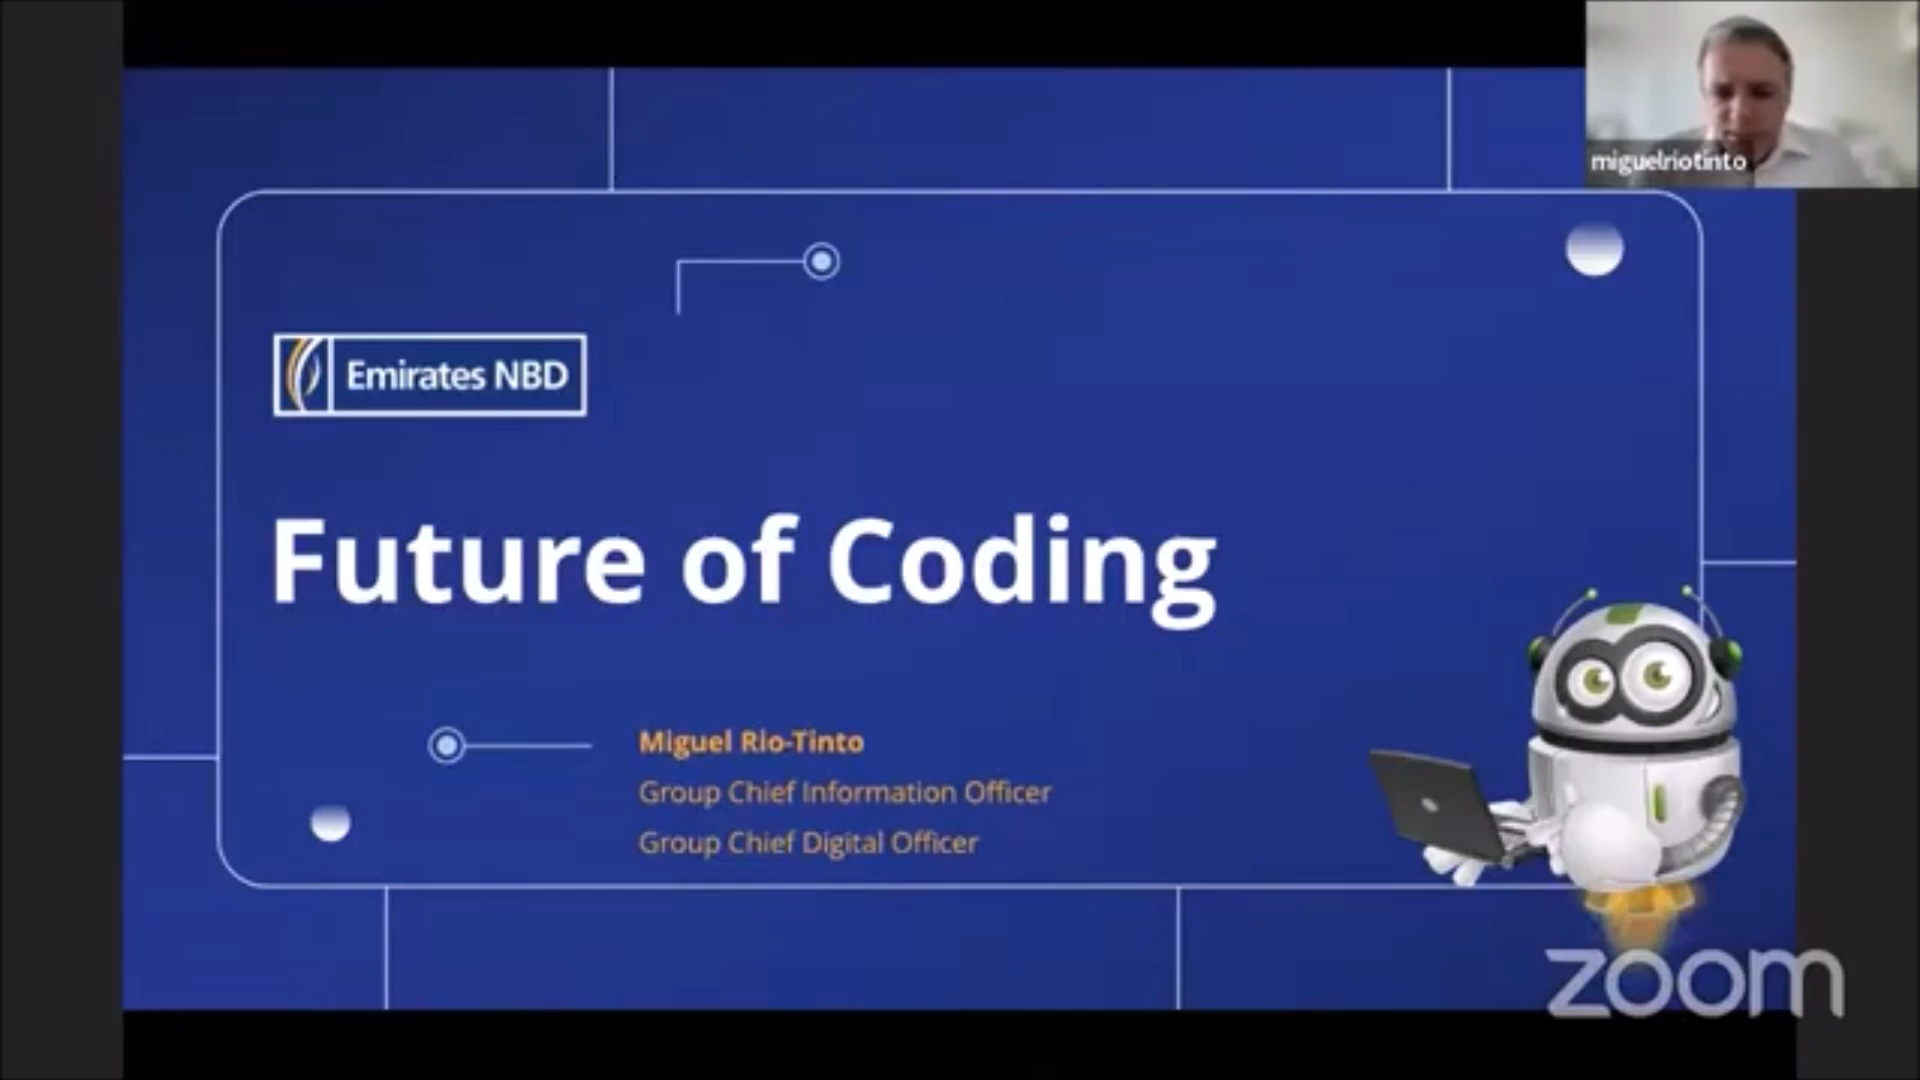 miguelriotinto
Emirates NBD
Future of Coding
Miguel Rio-Tinto
Group Chief Information Officer
Group Chief Digital Officer
zoom